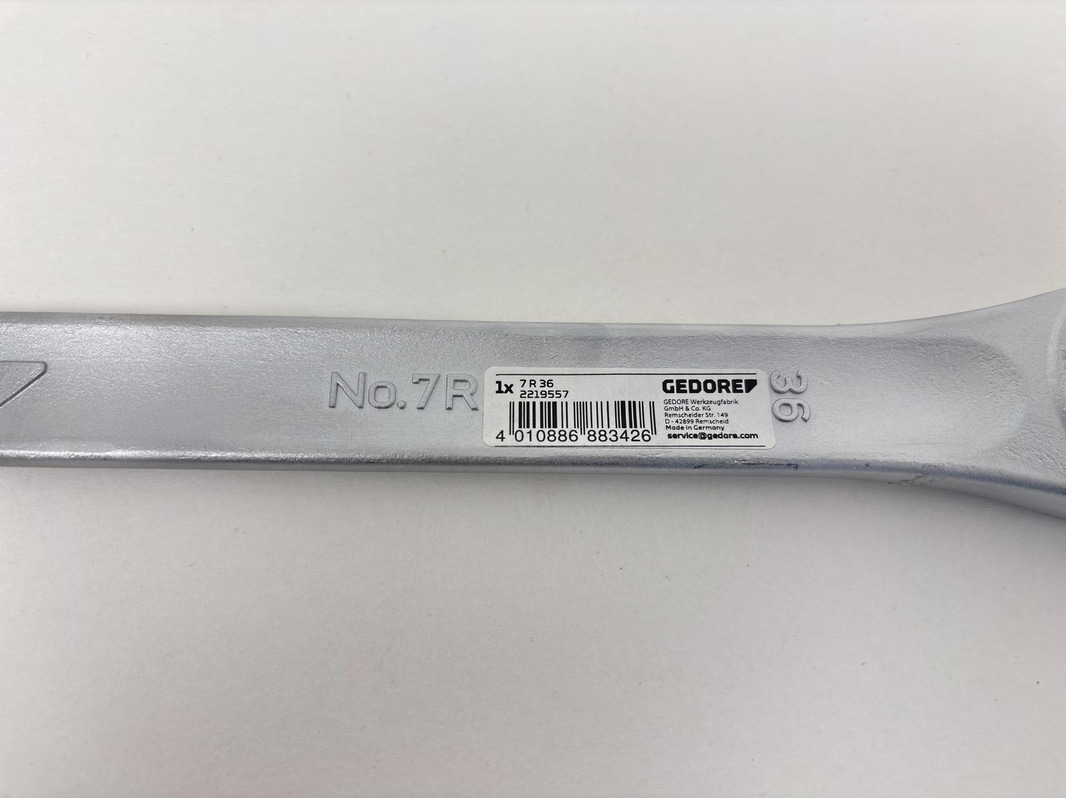 No.7R
1x
7 R 36
2219557
4 010886 883426
GEDORE
GEDORE Werkzeugfabrik
GmbH & Co. KG
Remscheider Str. 149
D - 42899 Remscheid
Made in Germany
service@gedore.com
36